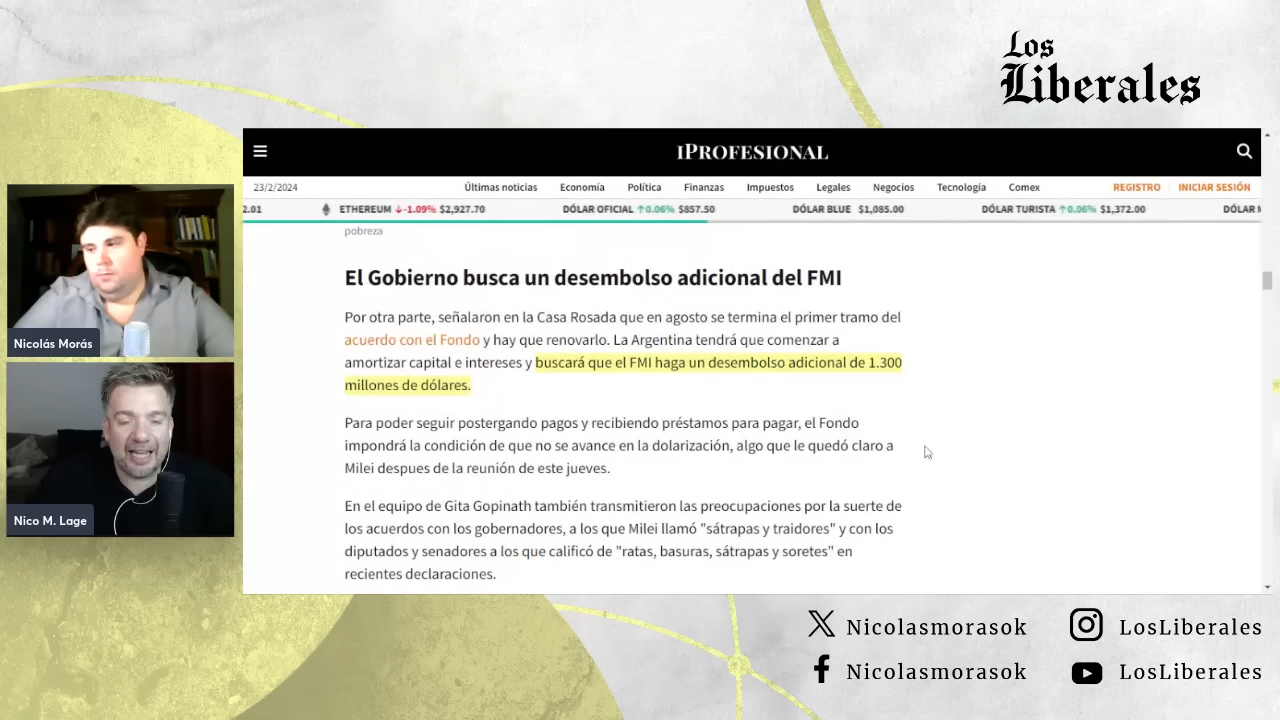 Los
Liberales
IPROFESIONAL
23/2/2024
Últimas noticias
Economía
Política
Finanzas
Impuestos
Legales
Negocios
Tecnología
Comex
REGISTRO
INICIAR SESIÓN
2.01
ETHEREUM ↓-1.09% $2,927.70
DÓLAR OFICIAL ↑0.06% $857.50
DÓLAR BLUE $1,085.00
DÓLAR TURISTA ↑0.06% $1,372.00
DÓLAR
pobreza
El Gobierno busca un desembolso adicional del FMI
Por otra parte, señalaron en la Casa Rosada que en agosto se termina el primer tramo del
acuerdo con el Fondo y hay que renovarlo. La Argentina tendrá que comenzar a
amortizar capital e intereses y buscará que el FMI haga un desembolso adicional de 1.300
millones de dólares.
Para poder seguir postergando pagos y recibiendo préstamos para pagar, el Fondo
impondrá la condición de que no se avance en la dolarización, algo que le quedó claro a
Milei despues de la reunión de este jueves.
En el equipo de Gita Gopinath también transmitieron las preocupaciones por la suerte de
los acuerdos con los gobernadores, a los que Milei llamó "sátrapas y traidores" y con los
diputados y senadores a los que calificó de "ratas, basuras, sátrapas y soretes" en
recientes declaraciones.
Nicolás Morás
Nico M. Lage
Nicolasmorasok
LosLiberales
Nicolasmorasok
LosLiberales